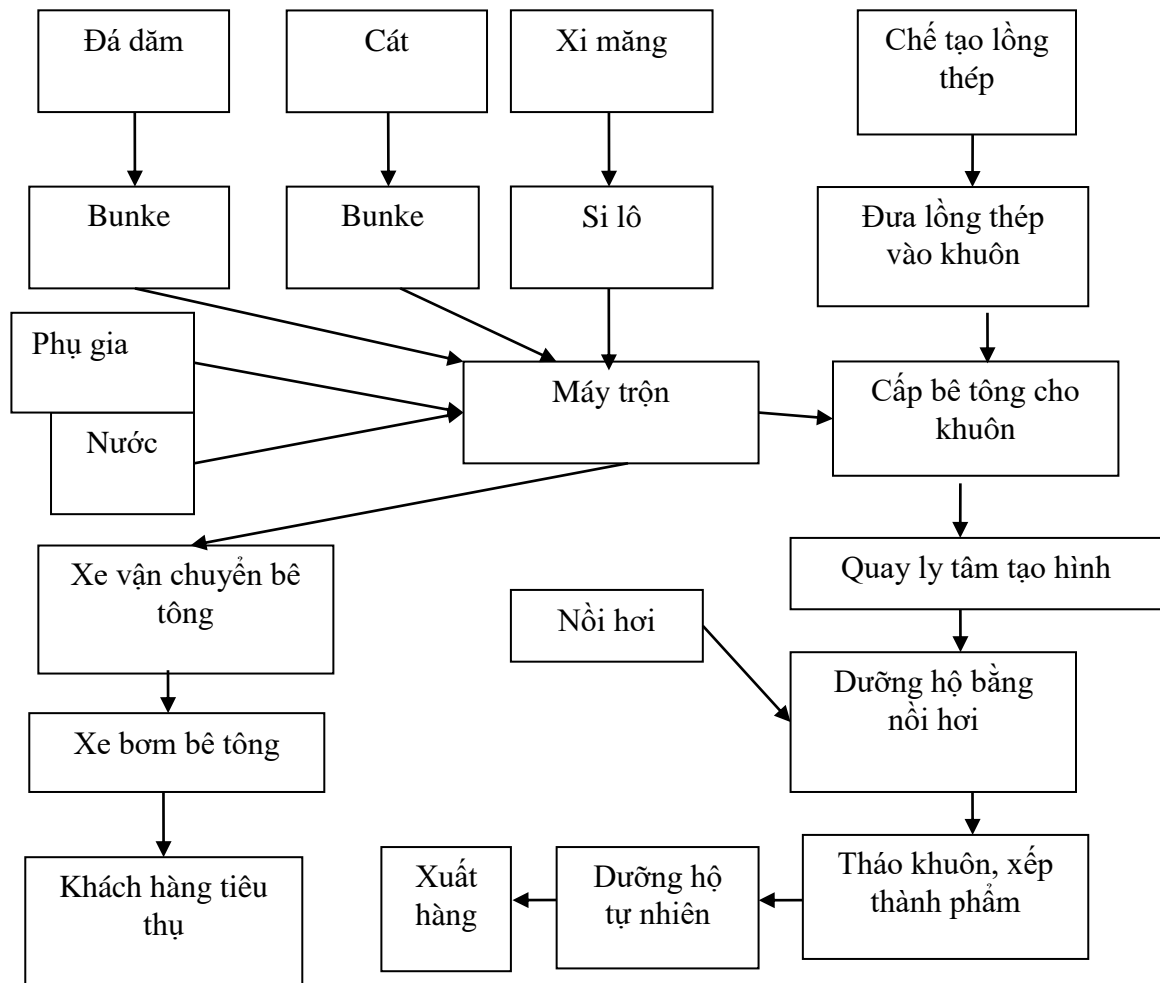 Đá dăm
Cát
Xi măng
Chế tạo lồng
thép
Bunke
Bunke
Si lô
Đưa lồng thép
vào khuôn
Phụ gia
Nước
Máy trộn
Cấp bê tông cho
khuôn
Xe vận chuyển bê
tông
Quay ly tâm tạo hình
Nồi hơi
Dưỡng hộ bằng
nồi hơi
Xe bơm bê tông
Khách hàng tiêu
thụ
Xuất
hàng
Dưỡng hộ
tự nhiên
Tháo khuôn, xếp
thành phẩm